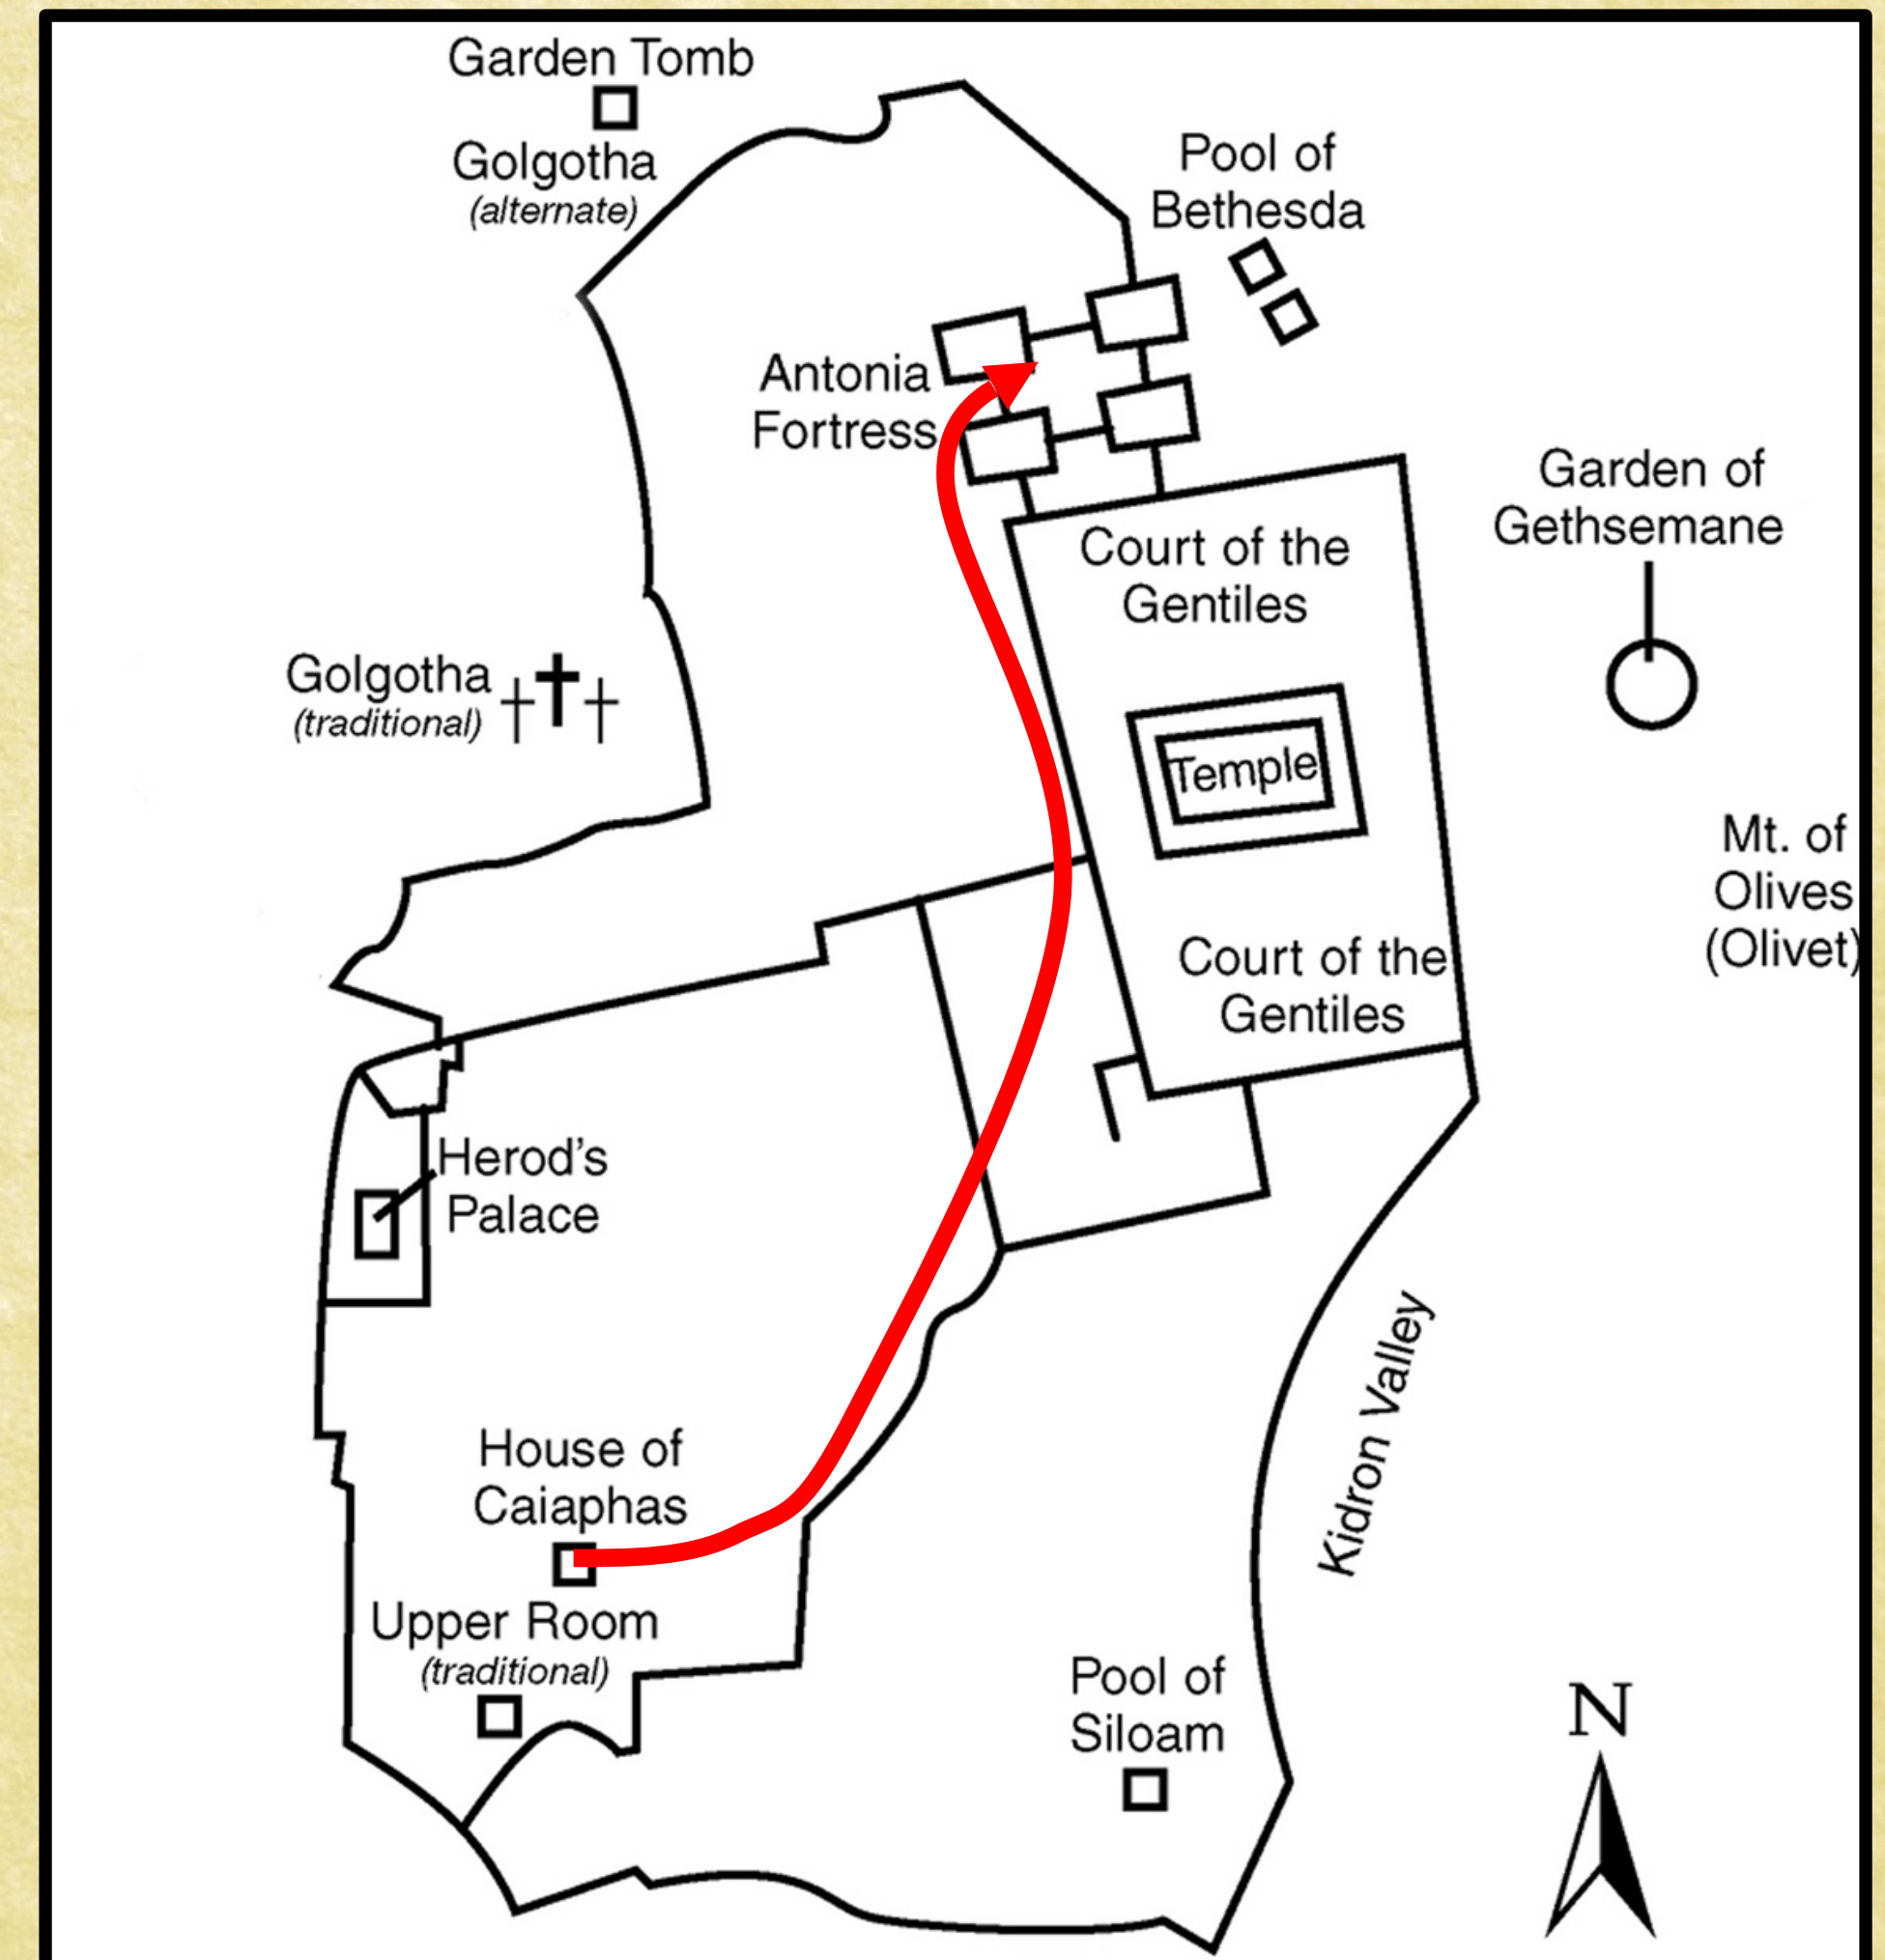 Garden Tomb
Golgotha
(alternate)
Pool of
Bethesda
Antonia
Fortress
Garden of
Gethsemane
Court of the
Gentiles
Golgotha
(traditional)
Temple
Mt. of
Olives
(Olivet)
Court of the
Gentiles
Herod's
Palace
Kidron Valley
House of
Caiaphas
Upper Room
(traditional)
Pool of
Siloam
N